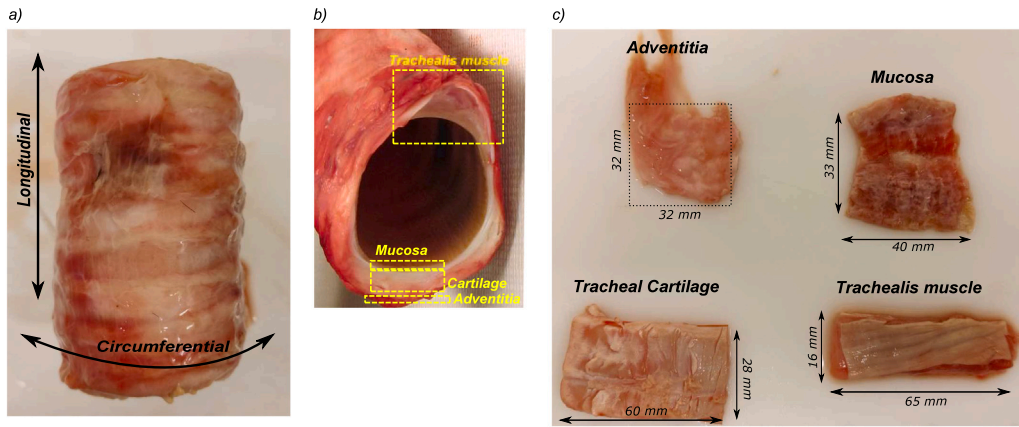 a)
Longitudinal
Circumferential
b)
Trachealis muscle
Mucosa
Cartilage
Adventitia
c)
Adventitia
32 mm
32 mm
Mucosa
33 mm
40 mm
Tracheal Cartilage
28 mm
60 mm
Trachealis muscle
16 mm
65 mm